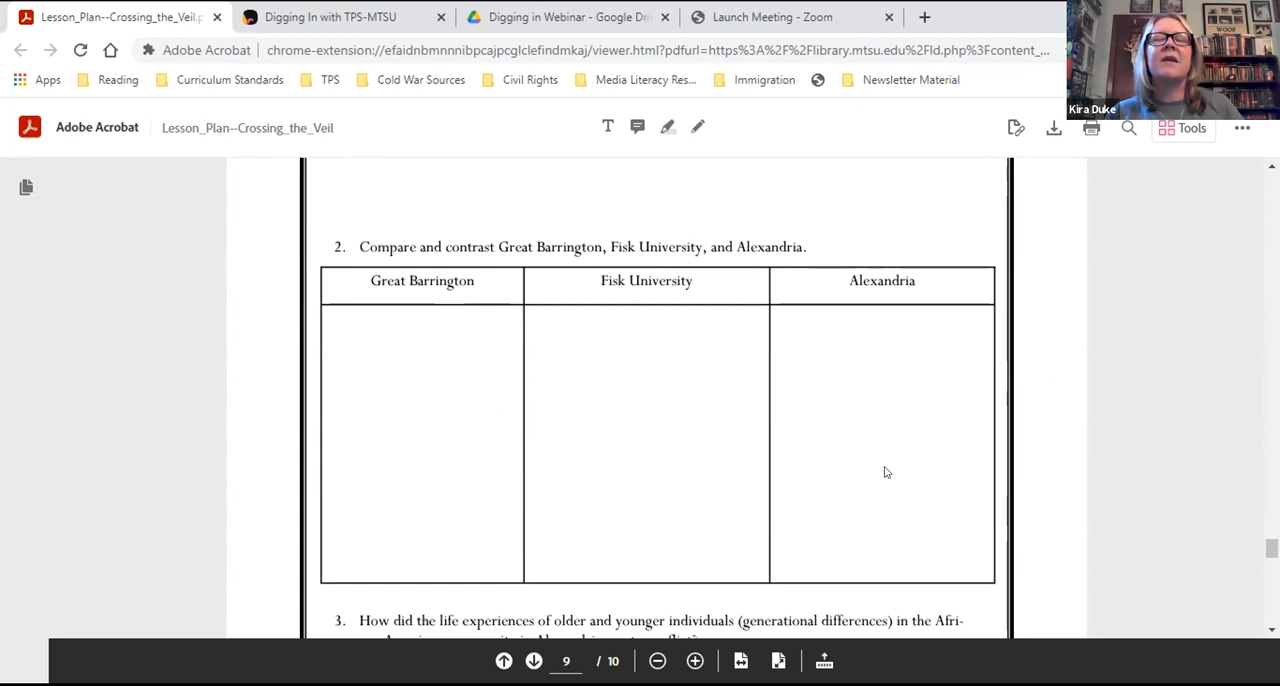 Lesson_Plan--Crossing_the_Veil.p
Digging In with TPS-MTSU
Digging in Webinar - Google Dri
Launch Meeting - Zoom
Adobe Acrobat
chrome-extension://efaidnbmnnnibpcajpcglclefindmkaj/viewer.html?pdfurl=https%3A%2F%2Flibrary.mtsu.edu%2Fld.php%3Fcontent_...
Apps
Reading
Curriculum Standards
TPS
Cold War Sources
Civil Rights
Media Literacy Res...
Immigration
Newsletter Material
WOOF
Kira Duke
Adobe Acrobat
Lesson_Plan--Crossing_the_Veil
Tools
2. Compare and contrast Great Barrington, Fisk University, and Alexandria.
Great Barrington
Fisk University
Alexandria
3. How did the life experiences of older and younger individuals (generational differences) in the Afri-
9 / 10